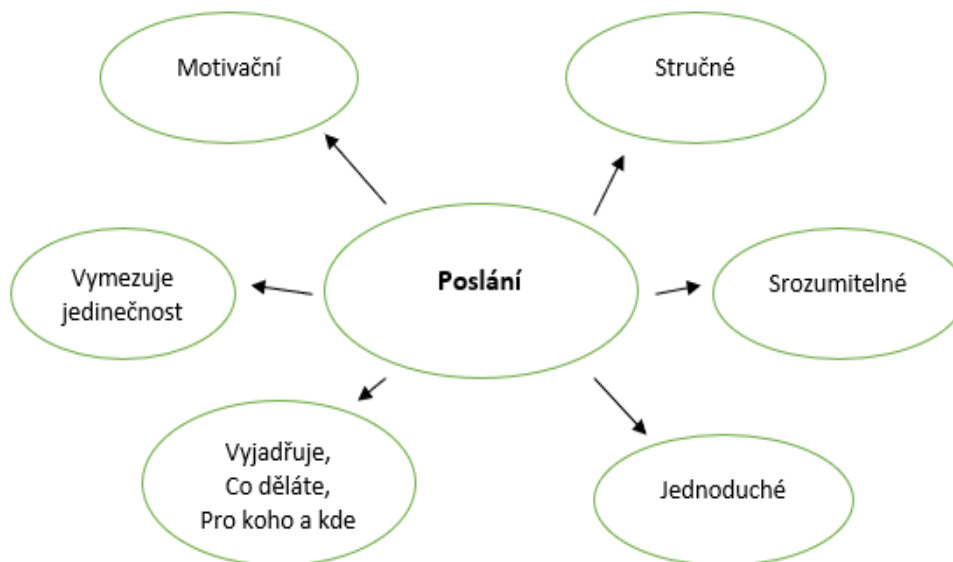 Motivační
Stručné
Poslání
Vymezuje
jedinečnost
Srozumitelné
Vyjadřuje,
Co děláte,
Pro koho a kde
Jednoduché